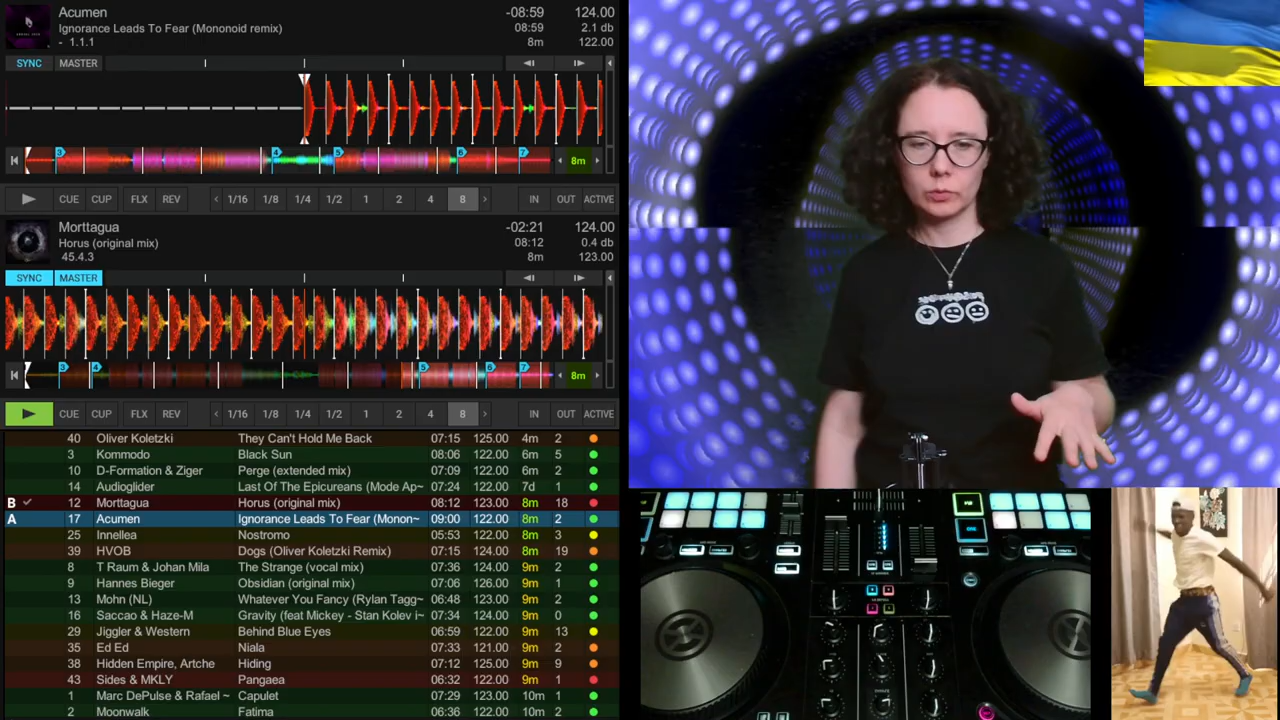 Acumen -08:59 124.00
Ignorance Leads To Fear (Mononoid remix) 08:59 2.1 db
- 1.1.1 8m 122.00
SYNC MASTER
3 4 5 6 7 8m
CUE CUP FLX REV 1/16 1/8 1/4 1/2 1 2 4 8 IN OUT ACTIVE
Morttagua -02:21 124.00
Horus (original mix) 08:12 0.4 db
45.4.3 8m 123.00
SYNC MASTER
3 4 5 6 7 8m
CUE CUP FLX REV 1/16 1/8 1/4 1/2 1 2 4 8 IN OUT ACTIVE
40 Oliver Koletzki They Can't Hold Me Back 07:15 125.00 4m 2
3 Kommodo Black Sun 08:06 122.00 6m 5
10 D-Formation & Ziger Perge (extended mix) 07:09 122.00 6m 2
14 Audioglider Last Of The Epicureans (Mode Ap~ 07:24 122.00 7d 1
B 12 Morttagua Horus (original mix) 08:12 123.00 8m 18
A 17 Acumen Ignorance Leads To Fear (Monon~ 09:00 122.00 8m 2
25 Innellea Nostromo 05:53 122.00 8m 3
39 HVOB Dogs (Oliver Koletzki Remix) 07:15 124.00 8m 19
8 T Raum & Johan Mila The Strange (vocal mix) 07:36 124.00 9m 2
9 Hannes Bieger Obsidian (original mix) 07:06 126.00 9m 1
13 Mohn (NL) Whatever You Fancy (Rylan Tagg~ 06:48 123.00 9m 2
16 Saccao & Haze-M Gravity (feat Mickey - Stan Kolev i~ 07:34 124.00 9m 0
29 Jiggler & Western Behind Blue Eyes 06:59 122.00 9m 13
35 Ed Ed Niala 07:33 121.00 9m 2
38 Hidden Empire, Artche Hiding 07:12 125.00 9m 9
43 Sides & MKLY Pangaea 06:32 122.00 9m 1
1 Marc DePulse & Rafael ~ Capulet 07:29 123.00 10m 1
2 Moonwalk Fatima 06:36 122.00 10m 2